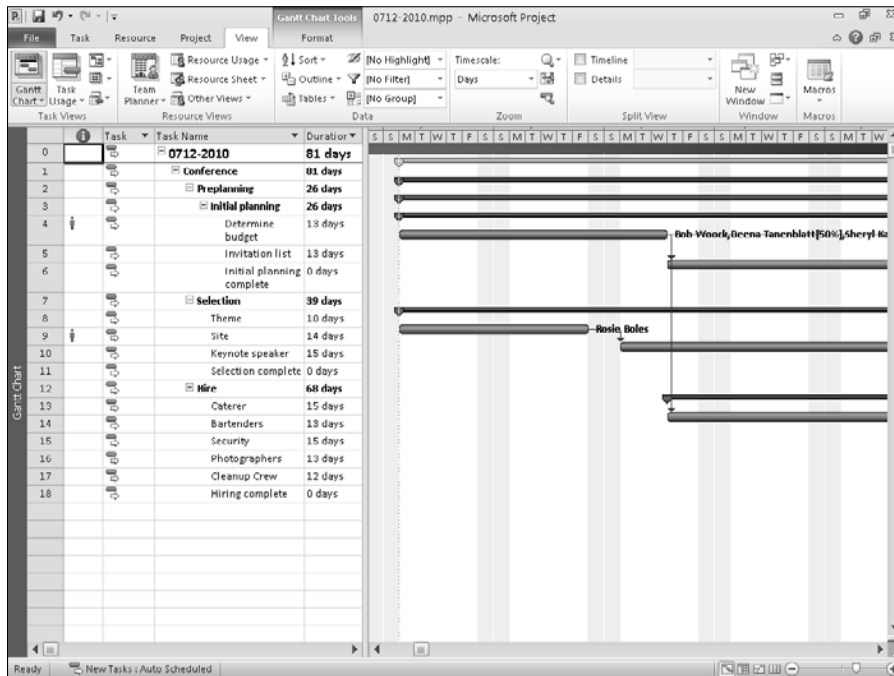 Gantt Chart Tools 0712-2010.mpp - Microsoft Project
File Task Resource Project View Format
Resource Usage Sort [No Highlight] Timescale: Timeline
Resource Sheet Outline [No Filter] Days Details
Gantt Chart Task Usage Team Planner Other Views Tables [No Group] New Window Macros
Task Views Resource Views Data Zoom Split View Window Macros
Task Task Name Duration S S M T W T F S S M T W T F S S M T W T F S S M T W T F S S M T W
0 0712-2010 81 days
1 Conference 81 days
2 Preplanning 26 days
3 Initial planning 26 days
4 Determine budget 13 days Bob Woock,Deena Tanenblatt[50%],Sheryl Ka
5 Invitation list 13 days
6 Initial planning complete 0 days
7 Selection 39 days
8 Theme 10 days
9 Site 14 days Rosie Boles
10 Keynote speaker 15 days
11 Selection complete 0 days
12 Hire 68 days
13 Caterer 15 days
14 Bartenders 13 days
15 Security 15 days
16 Photographers 13 days
17 Cleanup Crew 12 days
18 Hiring complete 0 days
Gantt Chart
Ready New Tasks : Auto Scheduled